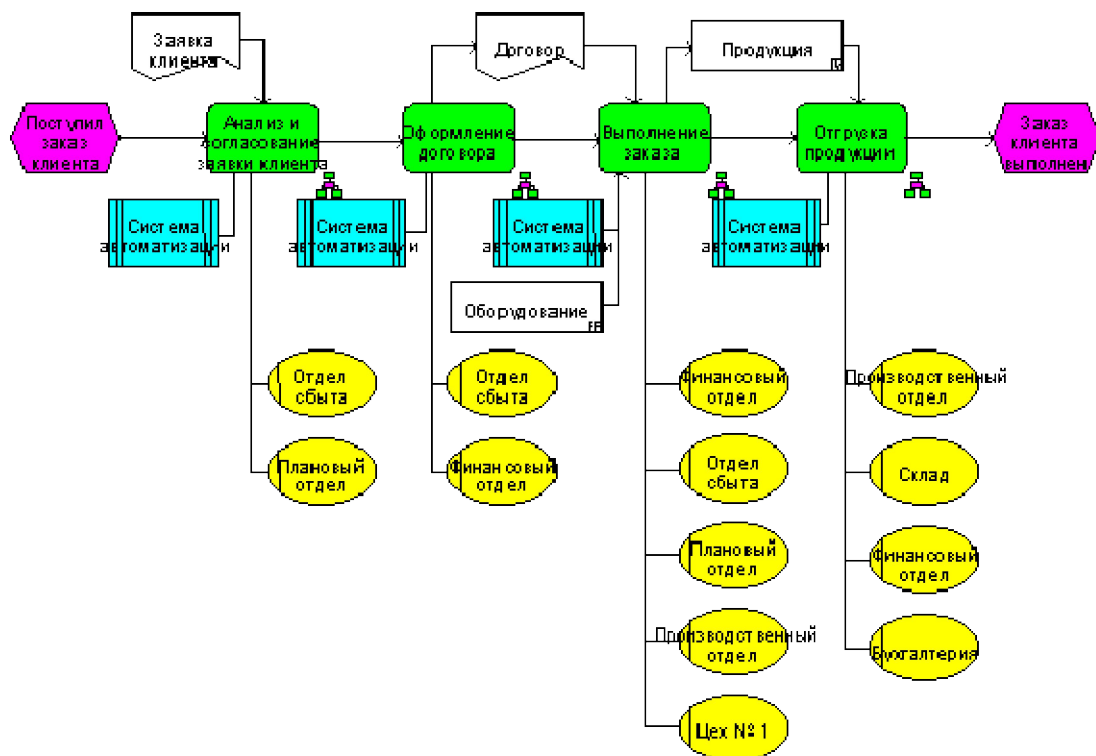 Заявка
клиента
Договор
Продукция
Поступил
заказ
клиента
Анализ и
согласование
заявки клиента
Оформление
договора
Выполнение
заказа
Отгрузка
продукции
Заказ
клиента
выполнен
Система
автоматизации
Система
автоматизации
Система
автоматизации
Система
автоматизации
Оборудование
Отдел
сбыта
Отдел
сбыта
Финансовый
отдел
Производственный
отдел
Плановый
отдел
Финансовый
отдел
Отдел
сбыта
Склад
Плановый
отдел
Финансовый
отдел
Производственный
отдел
Бухгалтерия
Цех № 1